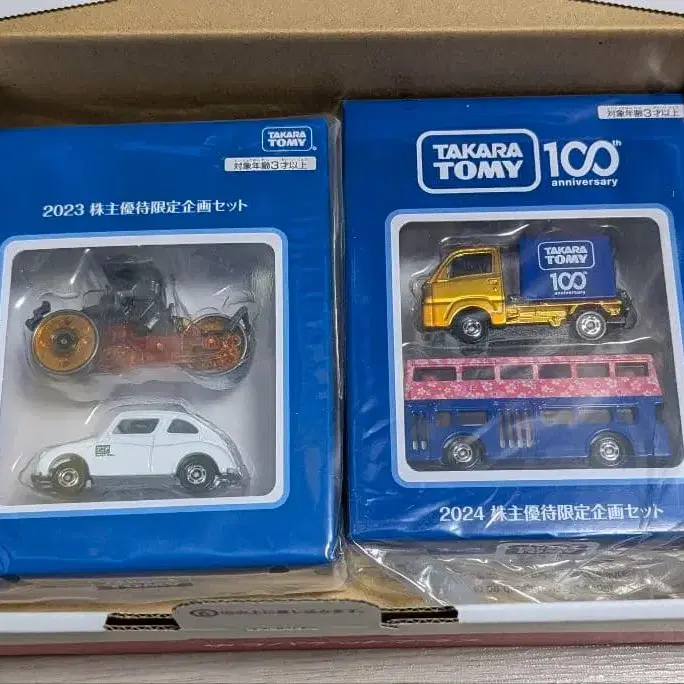 TAKARA
TOMY
対象年齢3才以上
2023 株主優待限定企画セット
対象年齢3才以上
TAKARA
TOMY
100th
anniversary
TAKARA
TOMY
100th
anniversary
2024 株主優待限定企画セット